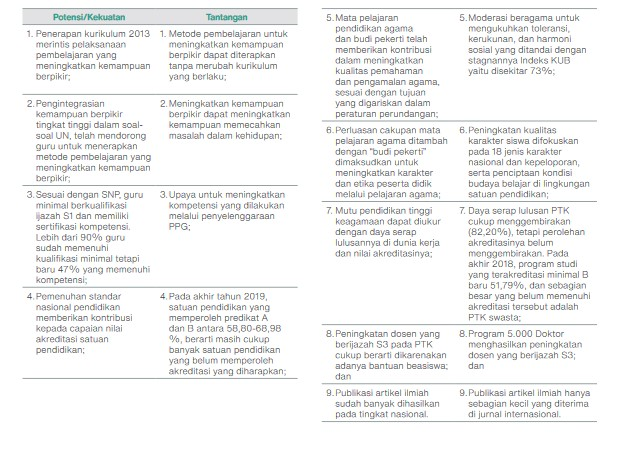 Potensi/Kekuatan
Tantangan
1. Penerapan kurikulum 2013
merintis pelaksanaan
pembelajaran yang
meningkatkan kemampuan
berpikir;
1. Metode pembelajaran untuk
meningkatkan kemampuan
berpikir dapat diterapkan
tanpa merubah kurikulum
yang berlaku;
2. Pengintegrasian
kemampuan berpikir
tingkat tinggi dalam soal-
soal UN, telah mendorong
guru untuk menerapkan
metode pembelajaran yang
meningkatkan kemampuan
berpikir;
2. Meningkatkan kemampuan
berpikir dapat meningkatkan
kemampuan memecahkan
masalah dalam kehidupan;
3. Sesuai dengan SNP, guru
minimal berkualifikasi
ijazah S1 dan memiliki
sertifikasi kompetensi.
Lebih dari 90% guru
sudah memenuhi
kualifikasi minimal tetapi
baru 47% yang memenuhi
kompetensi;
3. Upaya untuk meningkatkan
kompetensi yang dilakukan
melalui penyelenggaraan
PPG;
4. Pemenuhan standar
nasional pendidikan
memberikan kontribusi
kepada capaian nilai
akreditasi satuan
pendidikan;
4. Pada akhir tahun 2019,
satuan pendidikan yang
memperoleh predikat A
dan B antara 58,80-68,98
%, berarti masih cukup
banyak satuan pendidikan
yang belum memperoleh
akreditasi yang diharapkan;
5. Mata pelajaran
pendidikan agama
dan budi pekerti telah
memberikan kontribusi
dalam meningkatkan
kualitas pemahaman
dan pengamalan agama,
sesuai dengan tujuan
yang digariskan dalam
peraturan perundangan;
5. Moderasi beragama untuk
mengukuhkan toleransi,
kerukunan, dan harmoni
sosial yang ditandai dengan
stagnannya Indeks KUB
yaitu disekitar 73%;
6. Perluasan cakupan mata
pelajaran agama ditambah
dengan "budi pekerti"
dimaksudkan untuk
meningkatkan karakter
dan etika peserta didik
melalui pelajaran agama;
6. Peningkatan kualitas
karakter siswa difokuskan
pada 18 jenis karakter
nasional dan kepeloporan,
serta penciptaan kondisi
budaya belajar di lingkungan
satuan pendidikan;
7. Mutu pendidikan tinggi
keagamaan dapat diukur
dengan daya serap
lulusannya di dunia kerja
dan nilai akreditasinya;
7. Daya serap lulusan PTK
cukup menggembirakan
(82,20%), tetapi perolehan
akreditasinya belum
menggembirakan. Pada
akhir 2018, program studi
yang terakreditasi minimal B
baru 51,79%, dan sebagian
besar yang belum memenuhi
akreditasi tersebut adalah
PTK swasta;
8. Peningkatan dosen yang
berijazah S3 pada PTK
cukup berarti dikarenakan
adanya bantuan beasiswa;
dan
8. Program 5.000 Doktor
menghasilkan peningkatan
dosen yang berijazah S3;
dan
9. Publikasi artikel ilmiah
sudah banyak dihasilkan
pada tingkat nasional.
9. Publikasi artikel ilmiah hanya
sebagian kecil yang diterima
di jurnal internasional.